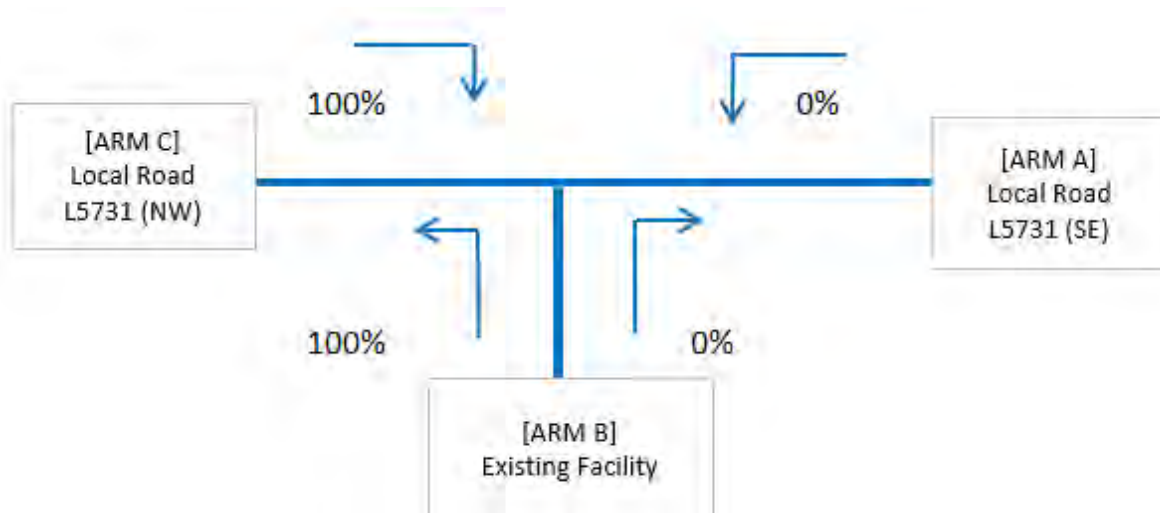 100%
0%
[ARM C]
Local Road
L5731 (NW)
[ARM A]
Local Road
L5731 (SE)
100%
0%
[ARM B]
Existing Facility